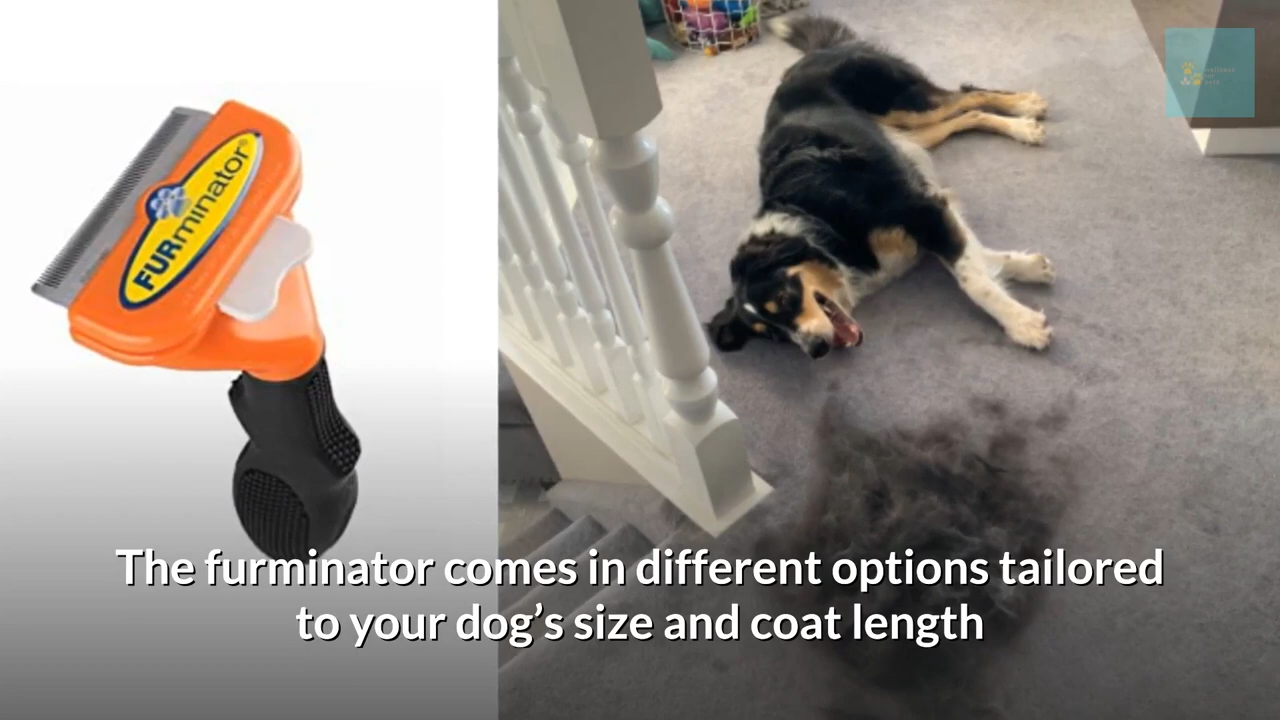 FURminator®
The furminator comes in different options tailored
to your dog’s size and coat length